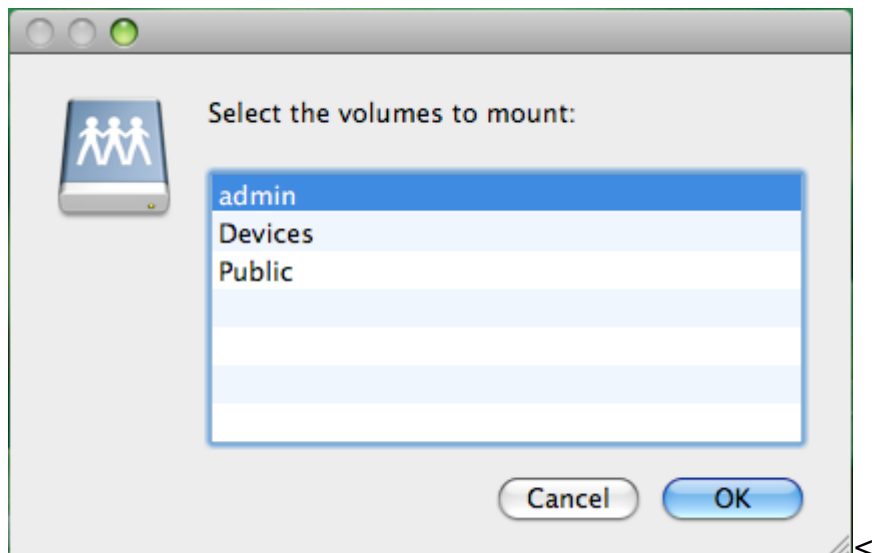 Select the volumes to mount:
admin
Devices
Public
Cancel OK
<